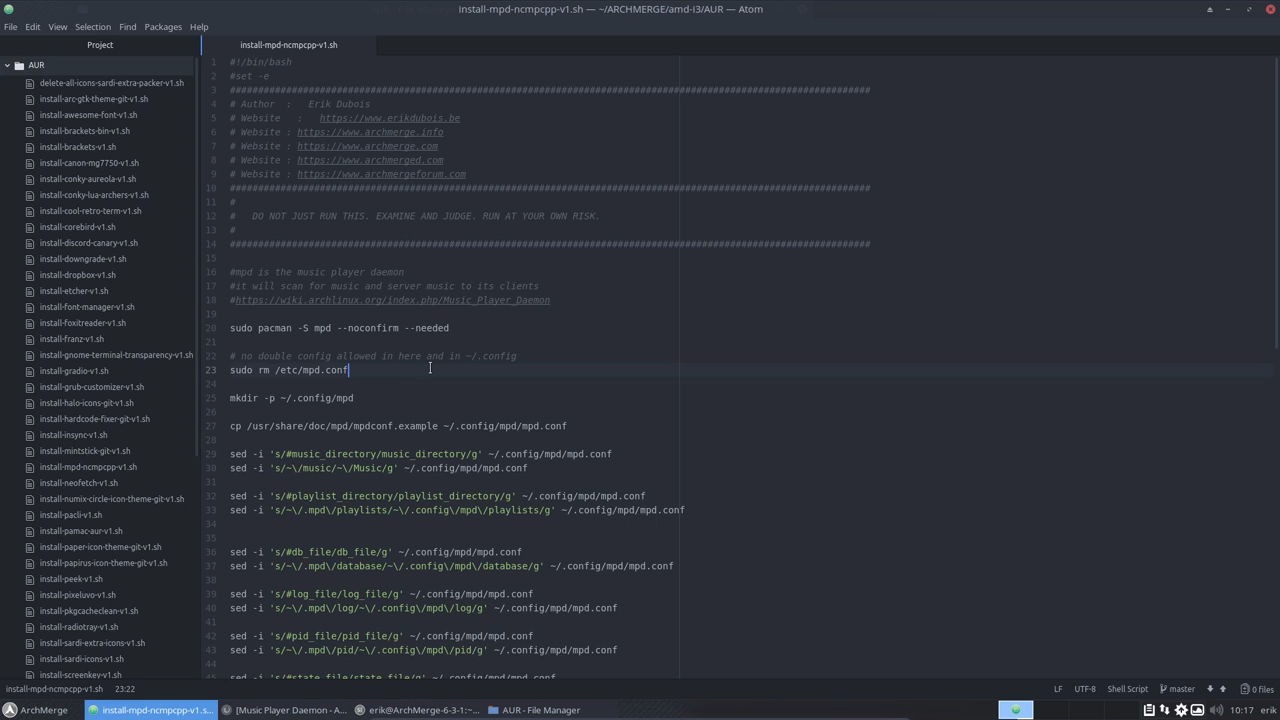 install-mpd-ncmpcpp-v1.sh — ~/ARCHMERGE/amd-i3/AUR — Atom
File Edit View Selection Find Packages Help
Project
install-mpd-ncmpcpp-v1.sh
AUR
delete-all-icons-sardi-extra-packer-v1.sh
install-arc-gtk-theme-git-v1.sh
install-awesome-font-v1.sh
install-brackets-bin-v1.sh
install-brackets-v1.sh
install-canon-mg7750-v1.sh
install-conky-aureola-v1.sh
install-conky-lua-archers-v1.sh
install-cool-retro-term-v1.sh
install-corebird-v1.sh
install-discord-canary-v1.sh
install-downgrade-v1.sh
install-dropbox-v1.sh
install-etcher-v1.sh
install-font-manager-v1.sh
install-foxitreader-v1.sh
install-franz-v1.sh
install-gnome-terminal-transparency-v1.sh
install-gradio-v1.sh
install-grub-customizer-v1.sh
install-halo-icons-git-v1.sh
install-hardcode-fixer-git-v1.sh
install-insync-v1.sh
install-mintstick-git-v1.sh
install-mpd-ncmpcpp-v1.sh
install-neofetch-v1.sh
install-numix-circle-icon-theme-git-v1.sh
install-pacli-v1.sh
install-pamac-aur-v1.sh
install-paper-icon-theme-git-v1.sh
install-papirus-icon-theme-git-v1.sh
install-peek-v1.sh
install-pixeluvo-v1.sh
install-pkgcacheclean-v1.sh
install-radiotray-v1.sh
install-sardi-extra-icons-v1.sh
install-sardi-icons-v1.sh
install-screenkey-v1.sh
1 #!/bin/bash
2 #set -e
3 ##################################################################################################################
4 # Author : Erik Dubois
5 # Website : https://www.erikdubois.be
6 # Website : https://www.archmerge.info
7 # Website : https://www.archmerge.com
8 # Website : https://www.archmerged.com
9 # Website : https://www.archmergeforum.com
10 ##################################################################################################################
11 #
12 # DO NOT JUST RUN THIS. EXAMINE AND JUDGE. RUN AT YOUR OWN RISK.
13 #
14 ##################################################################################################################
15
16 #mpd is the music player daemon
17 #it will scan for music and server music to its clients
18 #https://wiki.archlinux.org/index.php/Music_Player_Daemon
19
20 sudo pacman -S mpd --noconfirm --needed
21
22 # no double config allowed in here and in ~/.config
23 sudo rm /etc/mpd.conf
24
25 mkdir -p ~/.config/mpd
26
27 cp /usr/share/doc/mpd/mpdconf.example ~/.config/mpd/mpd.conf
28
29 sed -i 's/#music_directory/music_directory/g' ~/.config/mpd/mpd.conf
30 sed -i 's/~\/music/~\/Music/g' ~/.config/mpd/mpd.conf
31
32 sed -i 's/#playlist_directory/playlist_directory/g' ~/.config/mpd/mpd.conf
33 sed -i 's/~\/.mpd\/playlists/~\/.config\/mpd\/playlists/g' ~/.config/mpd/mpd.conf
34
35
36 sed -i 's/#db_file/db_file/g' ~/.config/mpd/mpd.conf
37 sed -i 's/~\/.mpd\/database/~\/.config\/mpd\/database/g' ~/.config/mpd/mpd.conf
38
39 sed -i 's/#log_file/log_file/g' ~/.config/mpd/mpd.conf
40 sed -i 's/~\/.mpd\/log/~\/.config\/mpd\/log/g' ~/.config/mpd/mpd.conf
41
42 sed -i 's/#pid_file/pid_file/g' ~/.config/mpd/mpd.conf
43 sed -i 's/~\/.mpd\/pid/~\/.config\/mpd\/pid/g' ~/.config/mpd/mpd.conf
44
45 sed -i 's/#state_file/state_file/g' ~/.config/mpd/mpd.conf
install-mpd-ncmpcpp-v1.sh 23:22 LF UTF-8 Shell Script master 0 files
ArchMerge install-mpd-ncmpcpp-v1.s... [Music Player Daemon - A... erik@ArchMerge-6-3-1:~... AUR - File Manager 10:17 erik